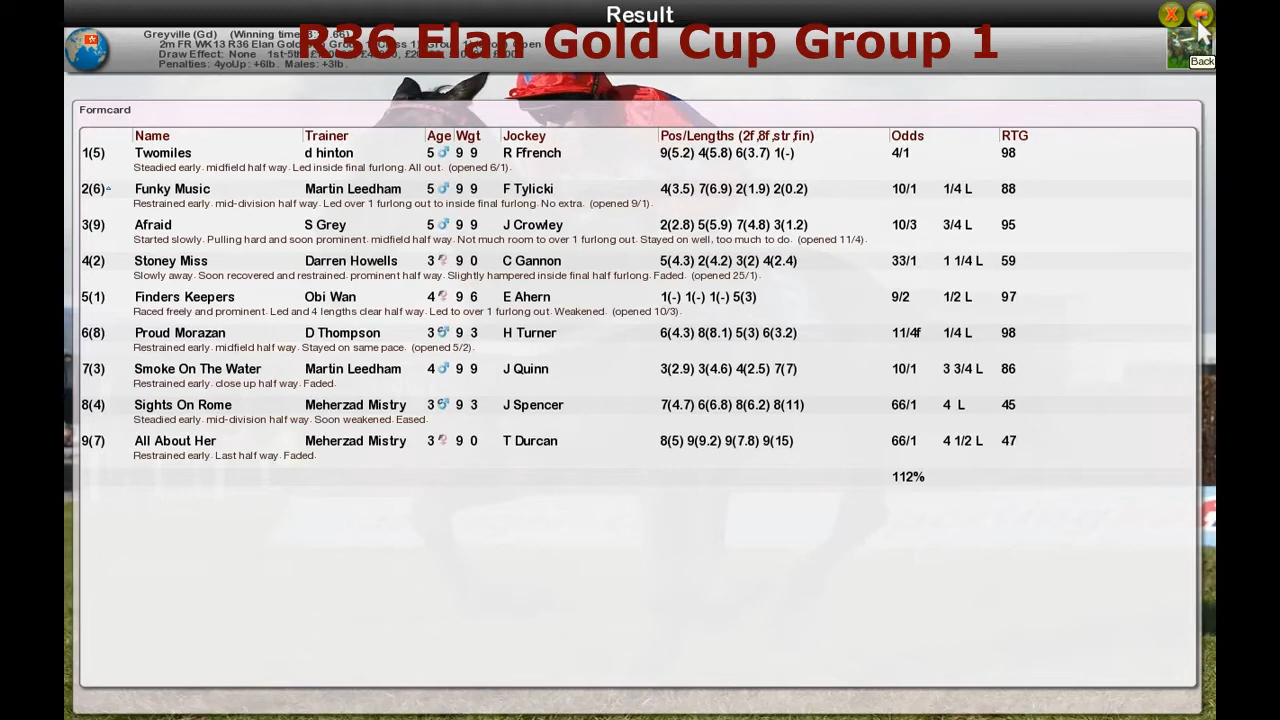 Result
R36 Elan Gold Cup Group 1
Greyville (Gd) (Winning time
2m FR WK13 R36 Elan Gold
Draw Effect: None 1st-5th
Penalties: 4yoUp: +6lb. Males: +3lb.
Back
Formcard
Name Trainer Age Wgt Jockey Pos/Lengths (2f,8f,str,fin) Odds RTG
1(5) Twomiles d hinton 5 ♂ 9 9 R Ffrench 9(5.2) 4(5.8) 6(3.7) 1(-) 4/1 98
Steadied early. midfield half way. Led inside final furlong. All out. (opened 6/1).
2(6) Funky Music Martin Leedham 5 ♂ 9 9 F Tylicki 4(3.5) 7(6.9) 2(1.9) 2(0.2) 10/1 1/4 L 88
Restrained early. mid-division half way. Led over 1 furlong out to inside final furlong. No extra. (opened 9/1).
3(9) Afraid S Grey 5 ♂ 9 9 J Crowley 2(2.8) 5(5.9) 7(4.8) 3(1.2) 10/3 3/4 L 95
Started slowly. Pulling hard and soon prominent. midfield half way. Not much room to over 1 furlong out. Stayed on well, too much to do. (opened 11/4).
4(2) Stoney Miss Darren Howells 3 ♀ 9 0 C Gannon 5(4.3) 2(4.2) 3(2) 4(2.4) 33/1 1 1/4 L 59
Slowly away. Soon recovered and restrained. prominent half way. Slightly hampered inside final half furlong. Faded. (opened 25/1).
5(1) Finders Keepers Obi Wan 4 ♀ 9 6 E Ahern 1(-) 1(-) 1(-) 5(3) 9/2 1/2 L 97
Raced freely and prominent. Led and 4 lengths clear half way. Led to over 1 furlong out. Weakened. (opened 10/3).
6(8) Proud Morazan D Thompson 3 9 3 H Turner 6(4.3) 8(8.1) 5(3) 6(3.2) 11/4f 1/4 L 98
Restrained early. midfield half way. Stayed on same pace. (opened 5/2).
7(3) Smoke On The Water Martin Leedham 4 ♂ 9 9 J Quinn 3(2.9) 3(4.6) 4(2.5) 7(7) 10/1 3 3/4 L 86
Restrained early. close up half way. Faded.
8(4) Sights On Rome Meherzad Mistry 3 9 3 J Spencer 7(4.7) 6(6.8) 8(6.2) 8(11) 66/1 4 L 45
Steadied early. mid-division half way. Soon weakened. Eased.
9(7) All About Her Meherzad Mistry 3 ♀ 9 0 T Durcan 8(5) 9(9.2) 9(7.8) 9(15) 66/1 4 1/2 L 47
Restrained early. Last half way. Faded.
112%